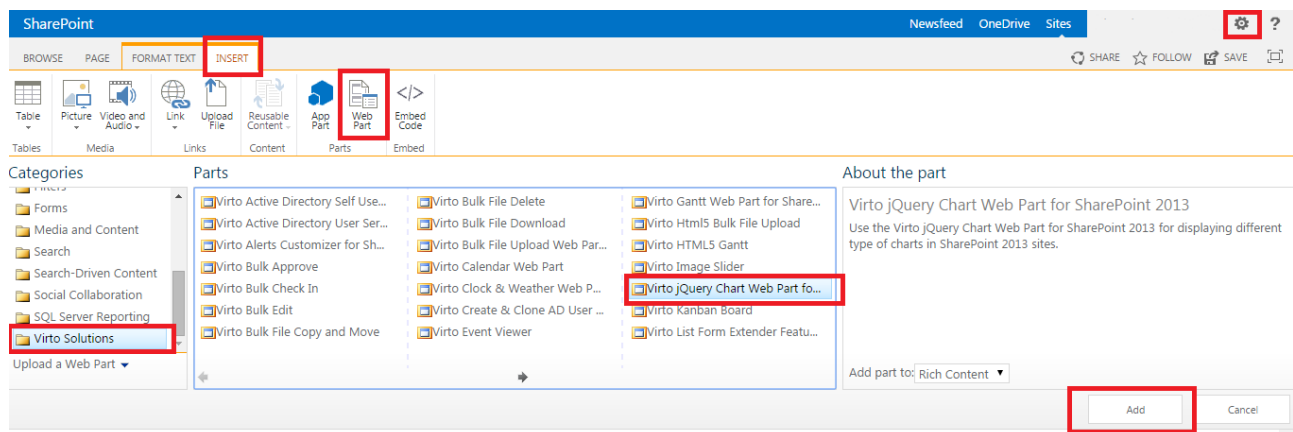 SharePoint Newsfeed OneDrive Sites ?
BROWSE PAGE FORMAT TEXT INSERT SHARE FOLLOW SAVE
Table Picture Video and Audio Link Upload File Reusable Content App Part Web Part </> Embed Code
Tables Media Links Content Parts Embed
Categories
Filters
Forms
Media and Content
Search
Search-Driven Content
Social Collaboration
SQL Server Reporting
Virto Solutions
Upload a Web Part
Parts
Virto Active Directory Self Use...
Virto Active Directory User Ser...
Virto Alerts Customizer for Sh...
Virto Bulk Approve
Virto Bulk Check In
Virto Bulk Edit
Virto Bulk File Copy and Move
Virto Bulk File Delete
Virto Bulk File Download
Virto Bulk File Upload Web Par...
Virto Calendar Web Part
Virto Clock & Weather Web P...
Virto Create & Clone AD User ...
Virto Event Viewer
Virto Gantt Web Part for Share...
Virto Html5 Bulk File Upload
Virto HTML5 Gantt
Virto Image Slider
Virto jQuery Chart Web Part fo...
Virto Kanban Board
Virto List Form Extender Featu...
About the part
Virto jQuery Chart Web Part for SharePoint 2013
Use the Virto jQuery Chart Web Part for SharePoint 2013 for displaying different
type of charts in SharePoint 2013 sites.
Add part to: Rich Content
Add Cancel